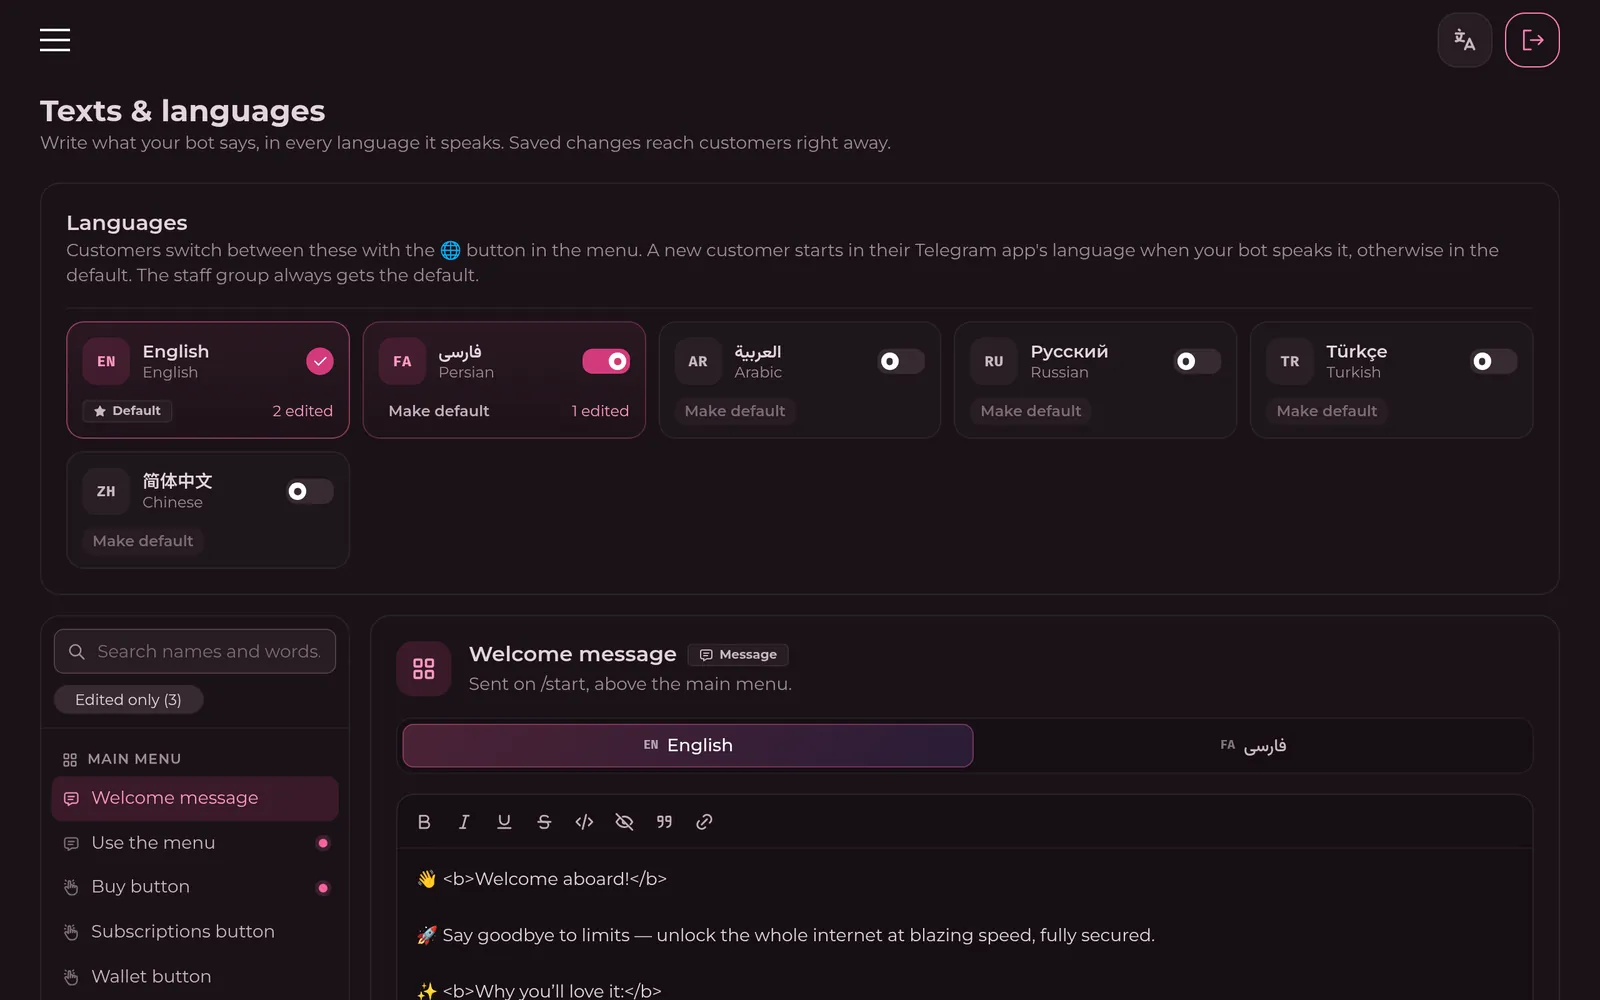 Texts & languages
Write what your bot says, in every language it speaks. Saved changes reach customers right away.
Languages
Customers switch between these with the 🌐 button in the menu. A new customer starts in their Telegram app's language when your bot speaks it, otherwise in the
default. The staff group always gets the default.
EN English
English
Default 2 edited
FA فارسی
Persian
Make default 1 edited
AR العربية
Arabic
Make default
RU Русский
Russian
Make default
TR Türkçe
Turkish
Make default
ZH 简体中文
Chinese
Make default
Search names and words.
Edited only (3)
MAIN MENU
Welcome message
Use the menu
Buy button
Subscriptions button
Wallet button
Welcome message Message
Sent on /start, above the main menu.
EN English
FA فارسی
👋 <b>Welcome aboard!</b>
🚀 Say goodbye to limits — unlock the whole internet at blazing speed, fully secured.
✨ <b>Why you’ll love it:</b>